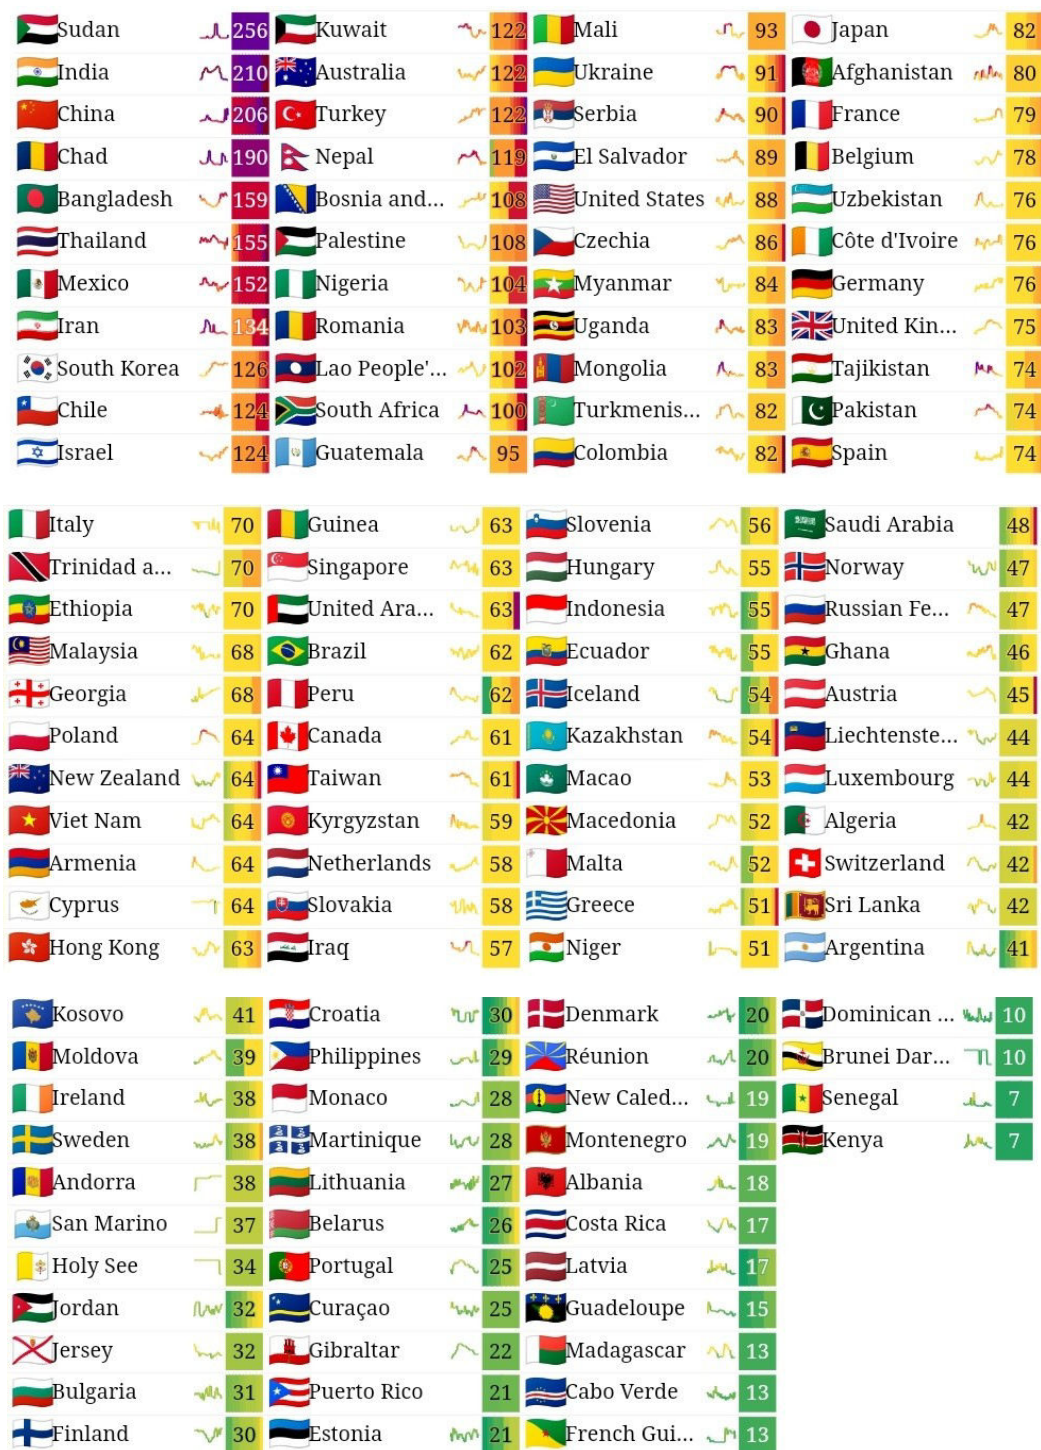 Sudan 256
India 210
China 206
Chad 190
Bangladesh 159
Thailand 155
Mexico 152
Iran 134
South Korea 126
Chile 124
Israel 124
Kuwait 122
Australia 122
Turkey 122
Nepal 119
Bosnia and... 108
Palestine 108
Nigeria 104
Romania 103
Lao People'... 102
South Africa 100
Guatemala 95
Mali 93
Ukraine 91
Serbia 90
El Salvador 89
United States 88
Czechia 86
Myanmar 84
Uganda 83
Mongolia 83
Turkmenis... 82
Colombia 82
Japan 82
Afghanistan 80
France 79
Belgium 78
Uzbekistan 76
Côte d'Ivoire 76
Germany 76
United Kin... 75
Tajikistan 74
Pakistan 74
Spain 74
Italy 70
Trinidad a... 70
Ethiopia 70
Malaysia 68
Georgia 68
Poland 64
New Zealand 64
Viet Nam 64
Armenia 64
Cyprus 64
Hong Kong 63
Guinea 63
Singapore 63
United Ara... 63
Brazil 62
Peru 62
Canada 61
Taiwan 61
Kyrgyzstan 59
Netherlands 58
Slovakia 58
Iraq 57
Slovenia 56
Hungary 55
Indonesia 55
Ecuador 55
Iceland 54
Kazakhstan 54
Macao 53
Macedonia 52
Malta 52
Greece 51
Niger 51
Saudi Arabia 48
Norway 47
Russian Fe... 47
Ghana 46
Austria 45
Liechtenste... 44
Luxembourg 44
Algeria 42
Switzerland 42
Sri Lanka 42
Argentina 41
Kosovo 41
Moldova 39
Ireland 38
Sweden 38
Andorra 38
San Marino 37
Holy See 34
Jordan 32
Jersey 32
Bulgaria 31
Finland 30
Croatia 30
Philippines 29
Monaco 28
Martinique 28
Lithuania 27
Belarus 26
Portugal 25
Curaçao 25
Gibraltar 22
Puerto Rico 21
Estonia 21
Denmark 20
Réunion 20
New Caled... 19
Montenegro 19
Albania 18
Costa Rica 17
Latvia 17
Guadeloupe 15
Madagascar 13
Cabo Verde 13
French Gui... 13
Dominican ... 10
Brunei Dar... 10
Senegal 7
Kenya 7